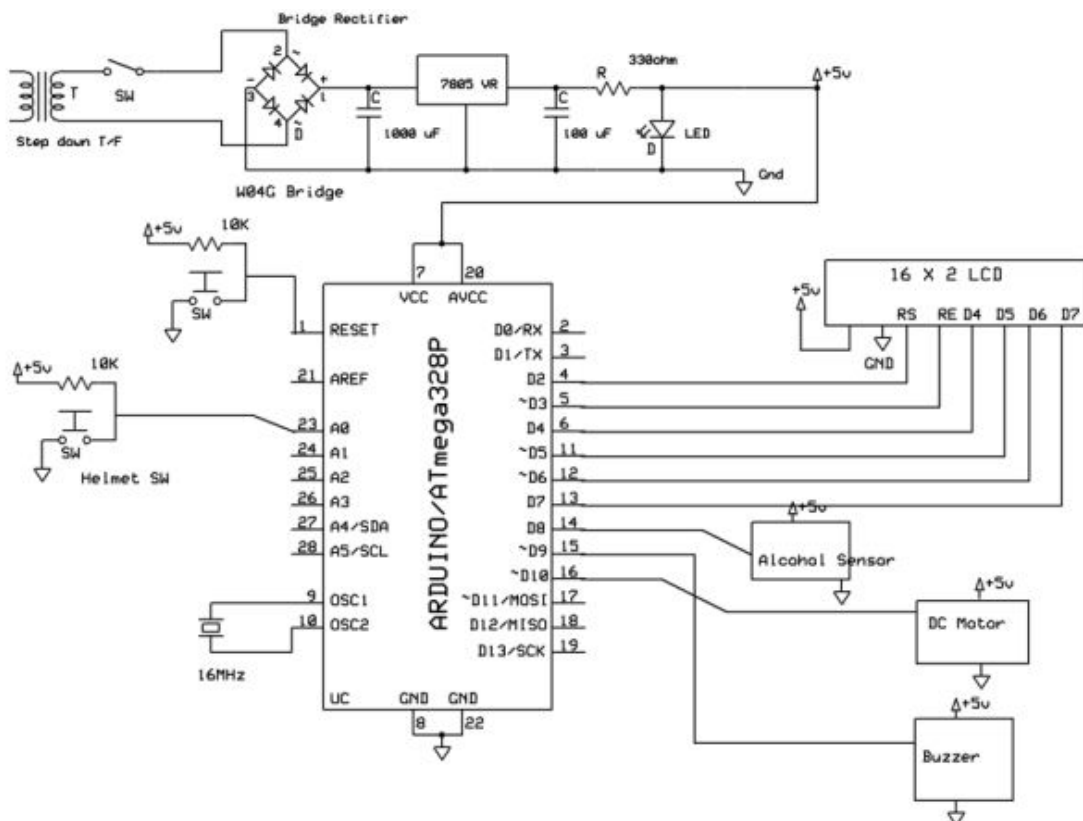 Bridge Rectifier
T
SW
Step down T/F
2
~
-
3
+
1
4
~
D
W04G Bridge
C
1000 uF
7805 VR
C
100 uF
R
330ohm
LED
D
+5v
Gnd
+5v
10K
SW
+5v
10K
SW
Helmet SW
16MHz
ARDUINO/ATmega328P
7
20
VCC
AVCC
1
RESET
21
AREF
23
A0
24
A1
25
A2
26
A3
27
A4/SDA
28
A5/SCL
9
OSC1
10
OSC2
UC
GND
GND
8
22
D0/RX
2
D1/TX
3
D2
4
~D3
5
D4
6
~D5
11
~D6
12
D7
13
D8
14
~D9
15
~D10
16
~D11/MOSI
17
D12/MISO
18
D13/SCK
19
16 X 2 LCD
+5v
GND
RS RE D4 D5 D6 D7
+5v
Alcohal Sensor
+5v
DC Motor
+5v
Buzzer